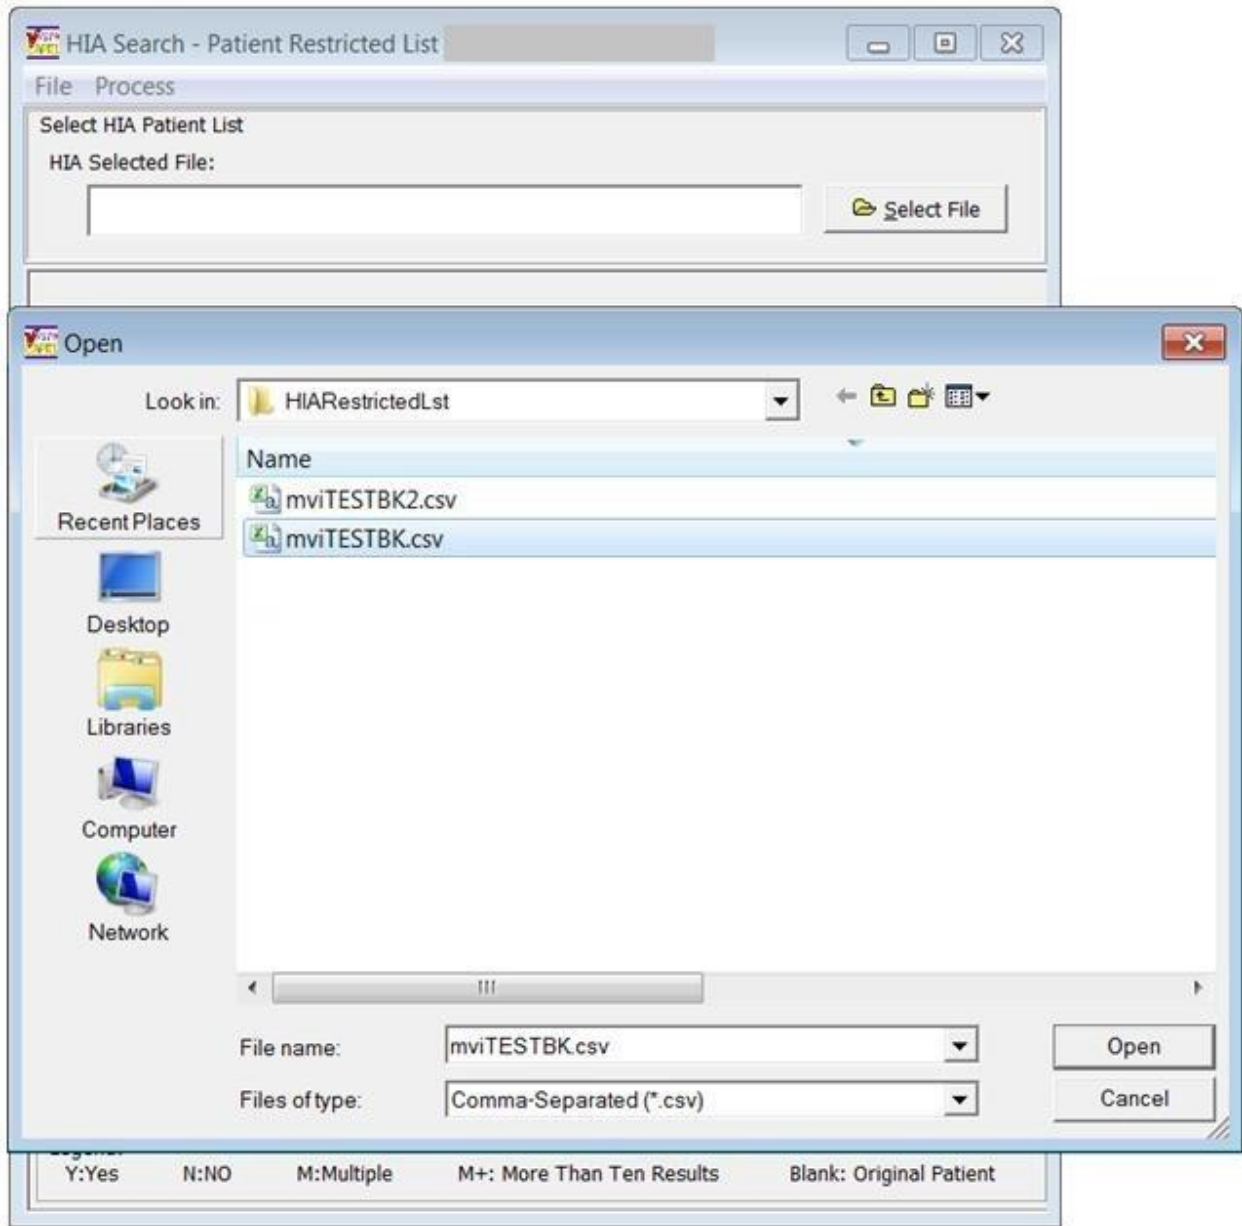 HIA Search - Patient Restricted List
File Process
Select HIA Patient List
HIA Selected File:
Select File
Open
Look in: HIARestrictedLst
Name
mviTESTBK2.csv
mviTESTBK.csv
Recent Places
Desktop
Libraries
Computer
Network
File name: mviTESTBK.csv Open
Files of type: Comma-Separated (*.csv) Cancel
Y:Yes N:NO M:Multiple M+: More Than Ten Results Blank: Original Patient